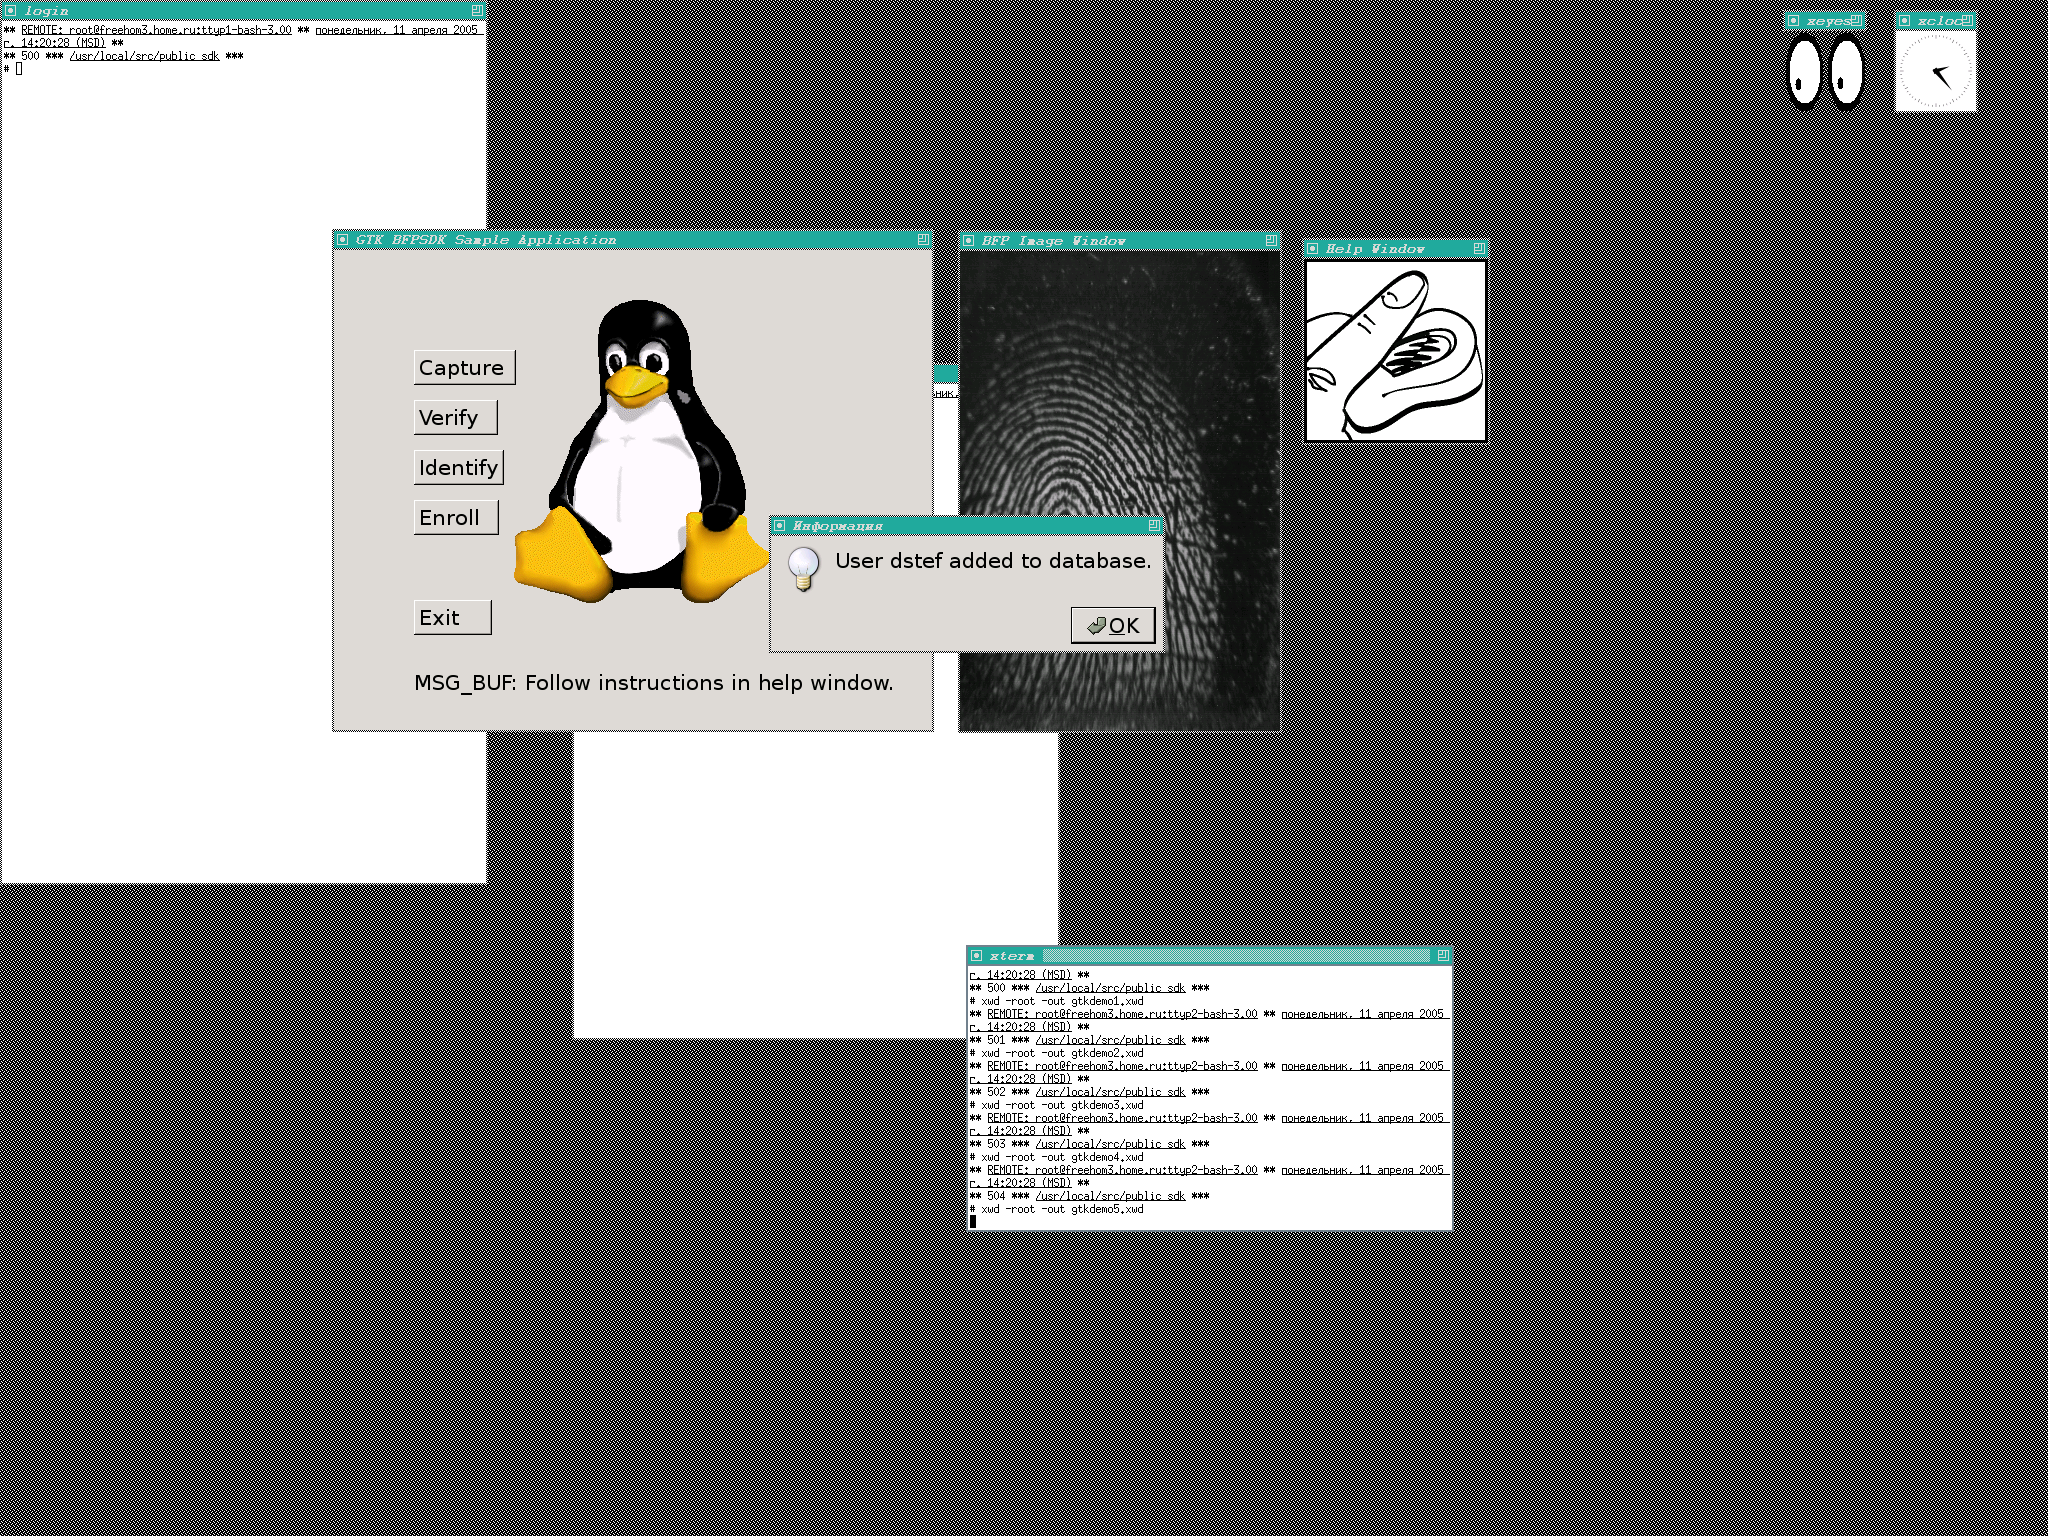 login
** REMOTE: root@freehom3.home.ru:ttyp1-bash-3.00 ** понедельник, 11 апреля 2005
г. 14:20:28 (MSD) **
** 500 *** /usr/local/src/public_sdk ***
#
xeyes
xcloc
GTK BFPSDK Sample Application
Capture
Verify
Identify
Enroll
Exit
MSG_BUF: Follow instructions in help window.
BFP Image Window
Help Window
Информация
User dstef added to database.
OK
xterm
г. 14:20:28 (MSD) **
** 500 *** /usr/local/src/public_sdk ***
# xwd -root -out gtkdemo1.xwd
** REMOTE: root@freehom3.home.ru:ttyp2-bash-3.00 ** понедельник, 11 апреля 2005
г. 14:20:28 (MSD) **
** 501 *** /usr/local/src/public_sdk ***
# xwd -root -out gtkdemo2.xwd
** REMOTE: root@freehom3.home.ru:ttyp2-bash-3.00 ** понедельник, 11 апреля 2005
г. 14:20:28 (MSD) **
** 502 *** /usr/local/src/public_sdk ***
# xwd -root -out gtkdemo3.xwd
** REMOTE: root@freehom3.home.ru:ttyp2-bash-3.00 ** понедельник, 11 апреля 2005
г. 14:20:28 (MSD) **
** 503 *** /usr/local/src/public_sdk ***
# xwd -root -out gtkdemo4.xwd
** REMOTE: root@freehom3.home.ru:ttyp2-bash-3.00 ** понедельник, 11 апреля 2005
г. 14:20:28 (MSD) **
** 504 *** /usr/local/src/public_sdk ***
# xwd -root -out gtkdemo5.xwd